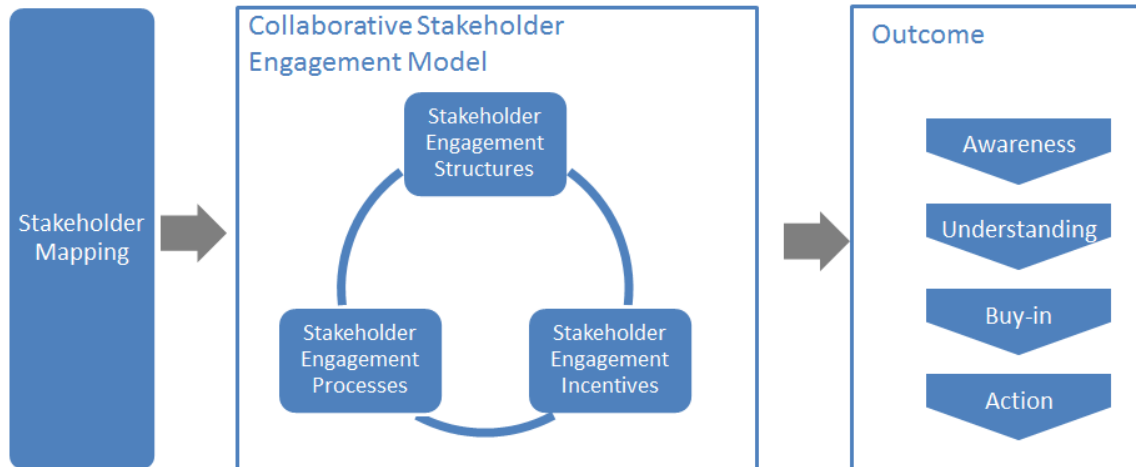 Stakeholder
Mapping
Collaborative Stakeholder
Engagement Model
Stakeholder
Engagement
Structures
Stakeholder
Engagement
Processes
Stakeholder
Engagement
Incentives
Outcome
Awareness
Understanding
Buy-in
Action